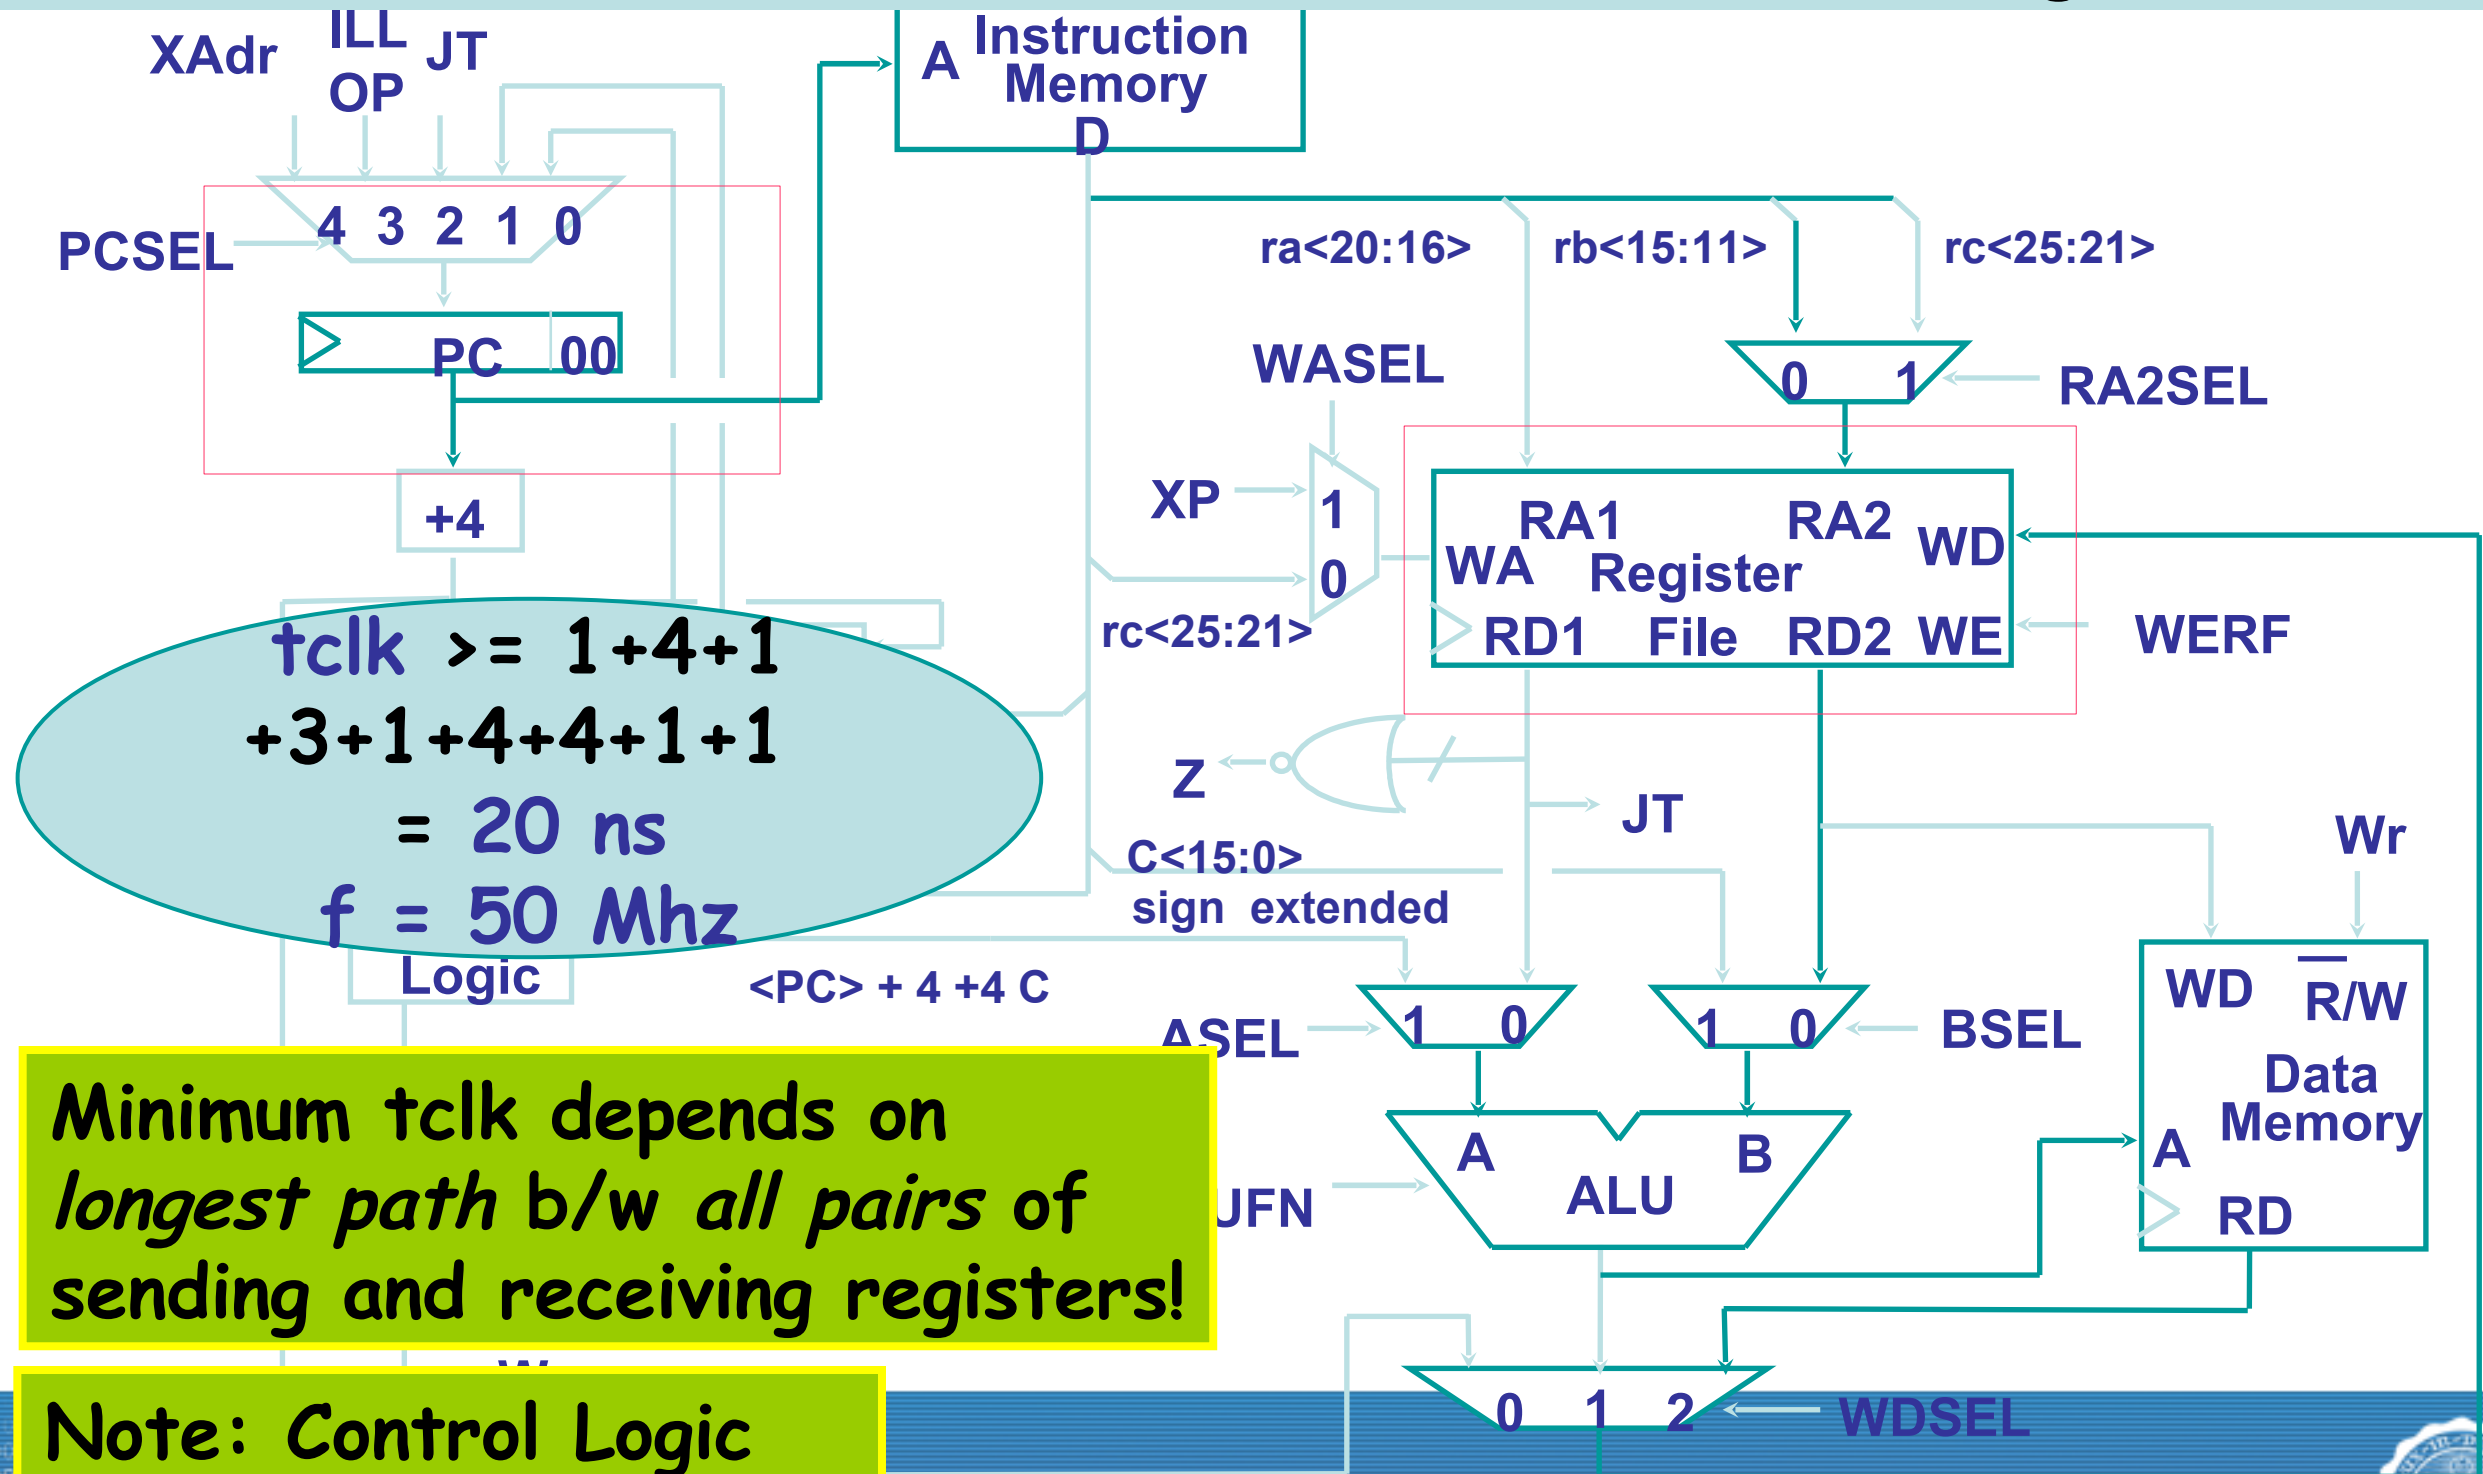 XAdr
ILL
OP
JT
A
Instruction
Memory
D
4 3 2 1 0
PCSEL
ra<20:16>
rb<15:11>
rc<25:21>
PC 00
WASEL
0 1
RA2SEL
+4
XP
1
0
RA1 RA2
WA
WD
Register
RD1 File RD2 WE
WERF
rc<25:21>
tclk >= 1+4+1
+3+1+4+4+1+1
= 20 ns
f = 50 Mhz
Z
JT
Wr
C<15:0>
sign extended
Logic
<PC> + 4 +4 C
WD R/W
ASEL
1 0
1 0
BSEL
Data
Memory
A
RD
Minimum tclk depends on
longest path b/w all pairs of
sending and receiving registers!
A B
ALU
UFN
0 1 2
WDSEL
Note: Control Logic